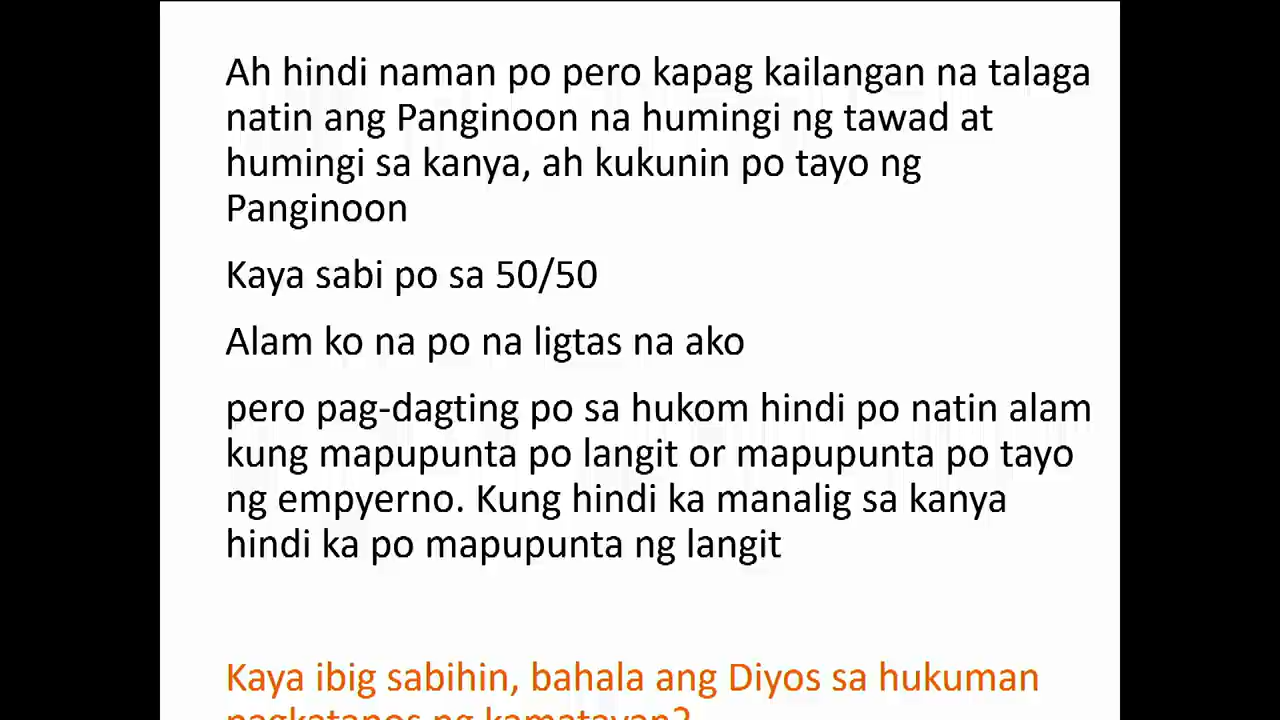 Ah hindi naman po pero kapag kailangan na talaga
natin ang Panginoon na humingi ng tawad at
humingi sa kanya, ah kukunin po tayo ng
Panginoon
Kaya sabi po sa 50/50
Alam ko na po na ligtas na ako
pero pag-dagting po sa hukom hindi po natin alam
kung mapupunta po langit or mapupunta po tayo
ng empyerno. Kung hindi ka manalig sa kanya
hindi ka po mapupunta ng langit
Kaya ibig sabihin, bahala ang Diyos sa hukuman
pagkatapos ng kamatayan?